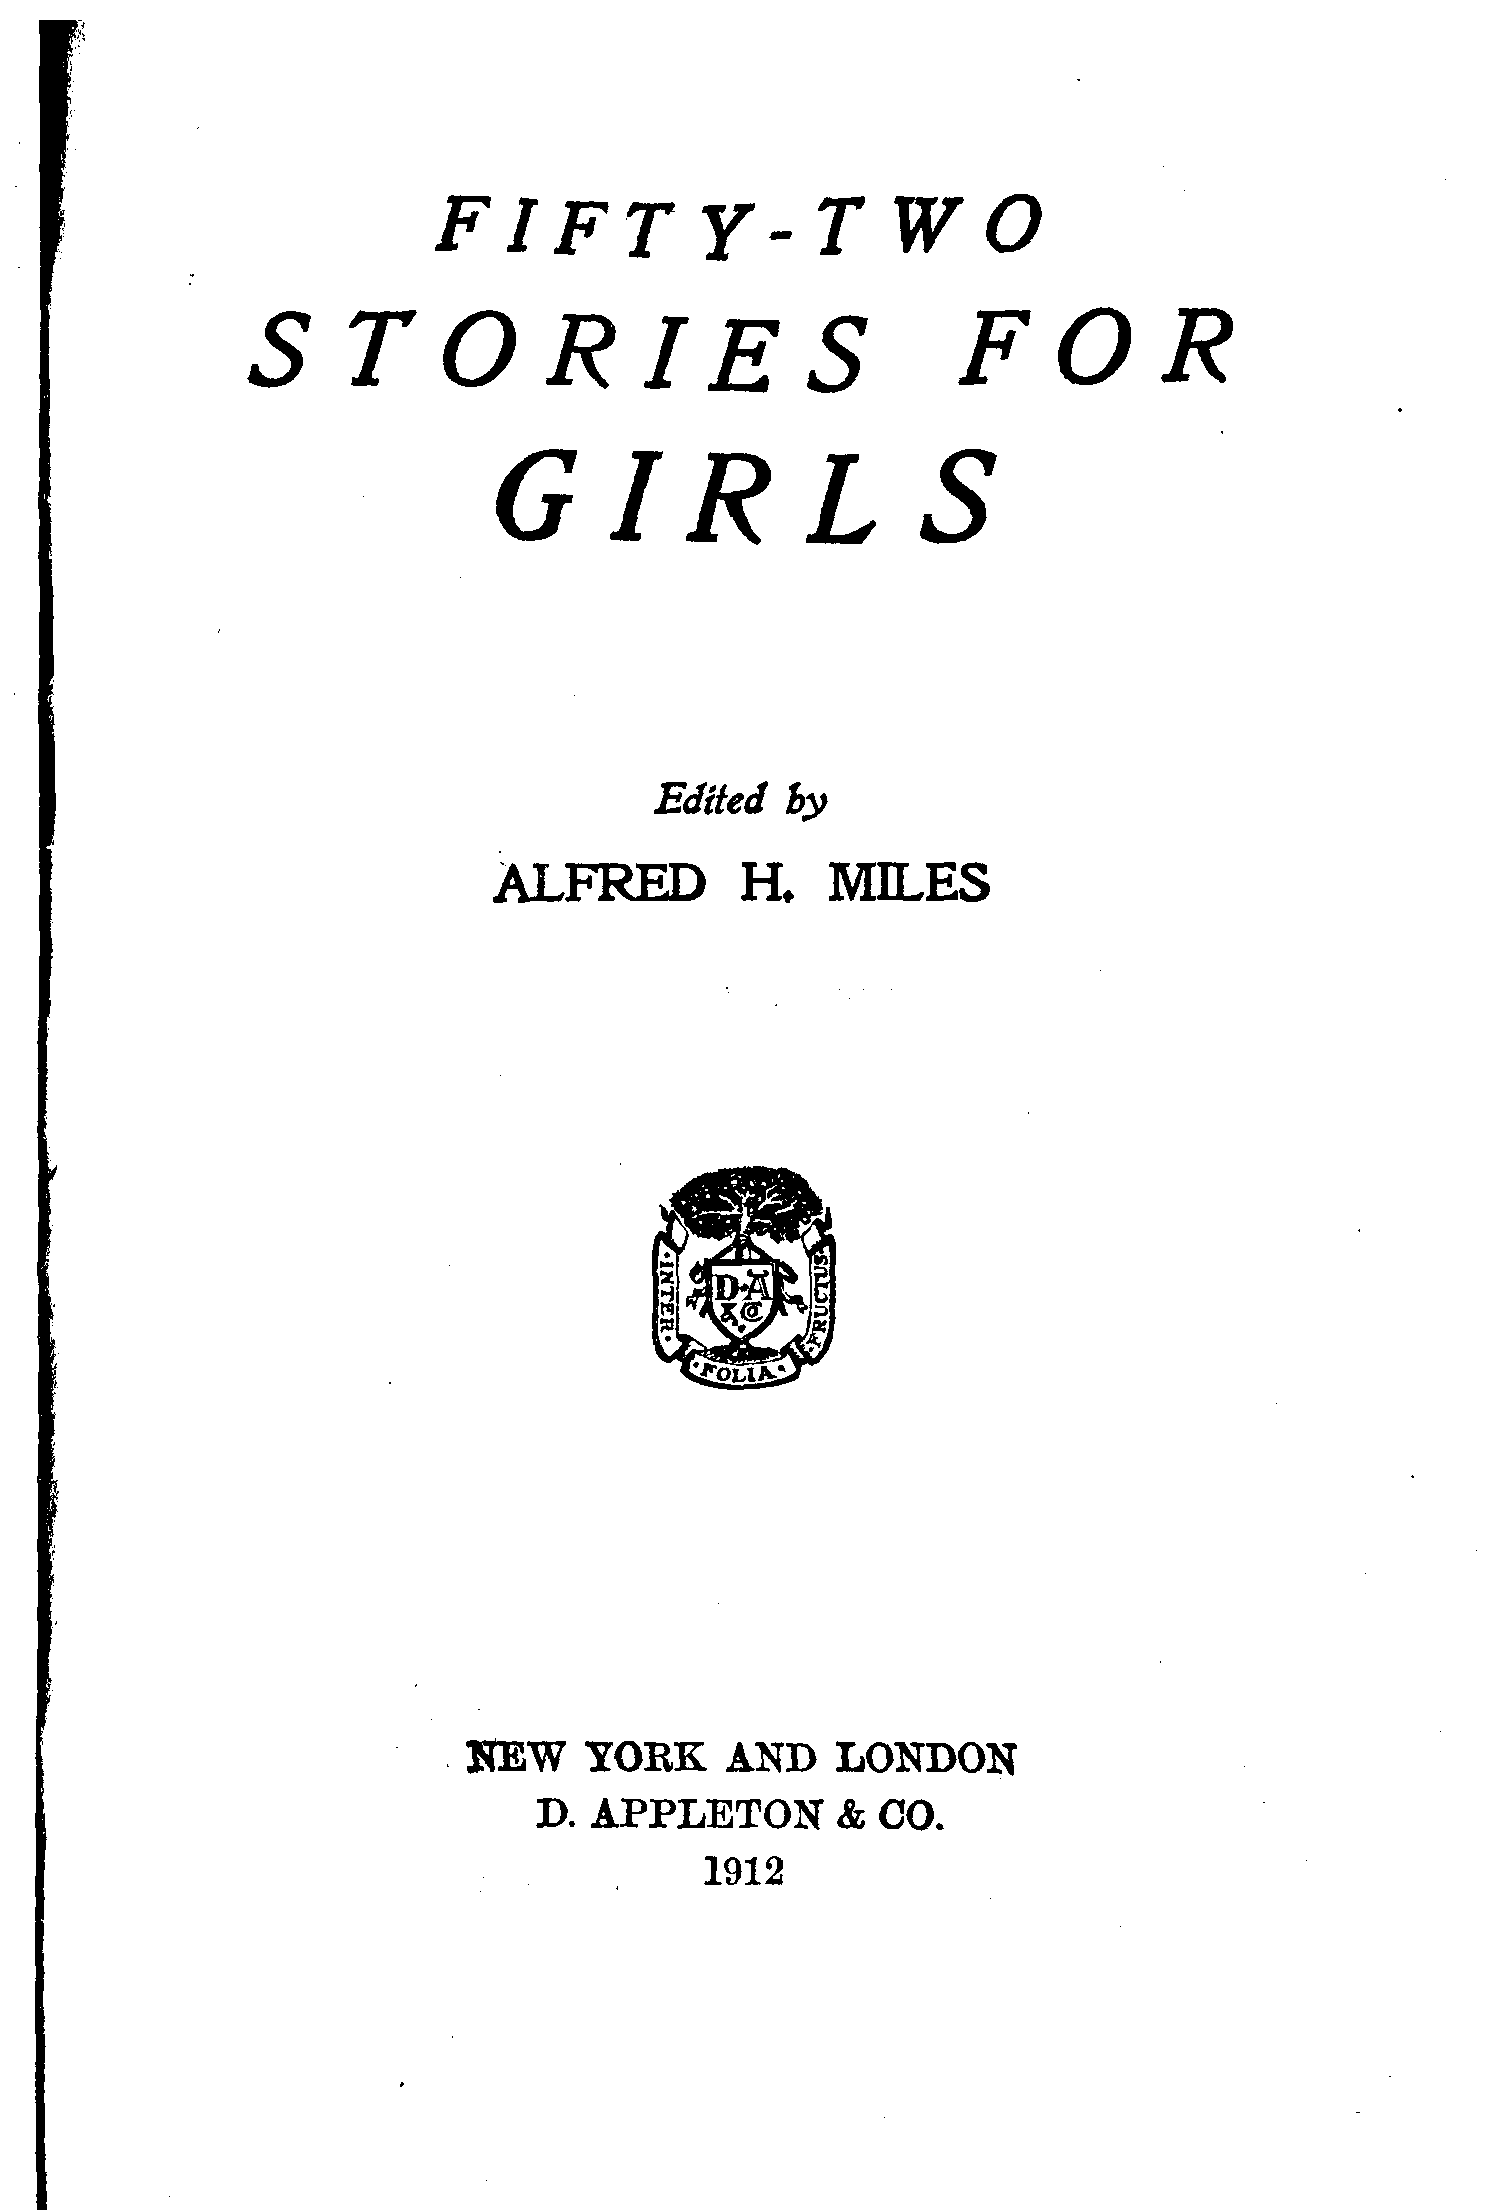 FIFTY-TWO
STORIES FOR
GIRLS
Edited by
ALFRED H. MILES
·INTER·
·FOLIA·
·FRUCTUS·
D·A
& Co
NEW YORK AND LONDON
D. APPLETON & CO.
1912